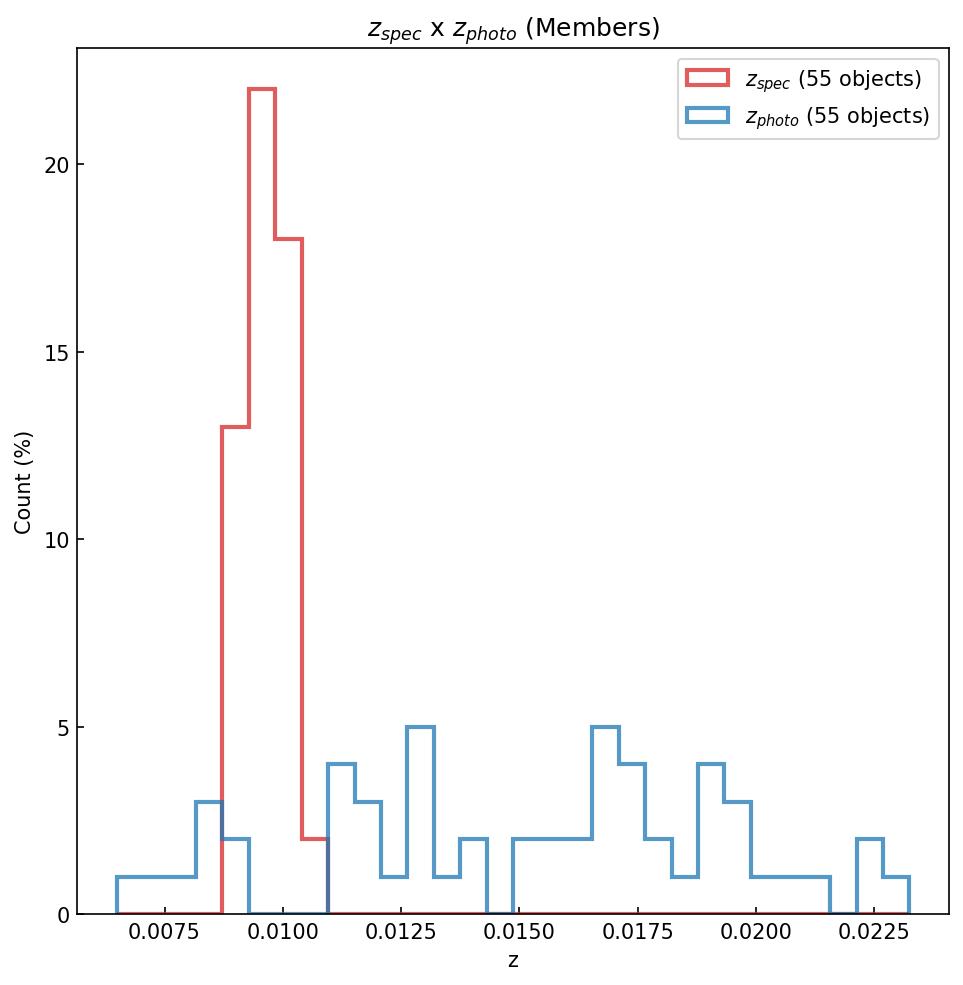 z_spec x z_photo (Members)
z_spec (55 objects)
z_photo (55 objects)
Count (%)
20
15
10
5
0
0.0075 0.0100 0.0125 0.0150 0.0175 0.0200 0.0225
z